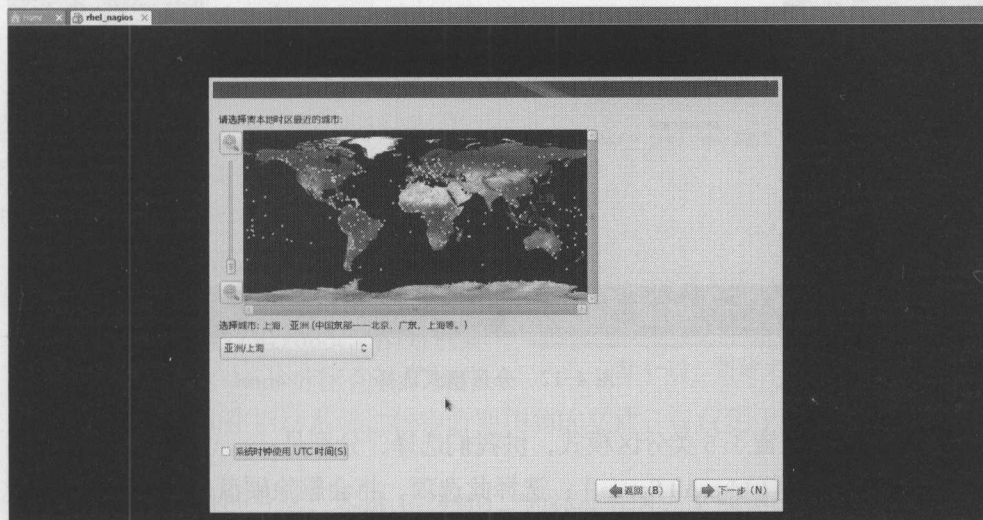 Home × rhel_nagios ×
请选择离本地时区最近的城市:
选择城市: 上海, 亚洲 (中国东部——北京, 广东, 上海等。)
亚洲/上海
系统时钟使用 UTC 时间(S)
返回 (B) 下一步 (N)